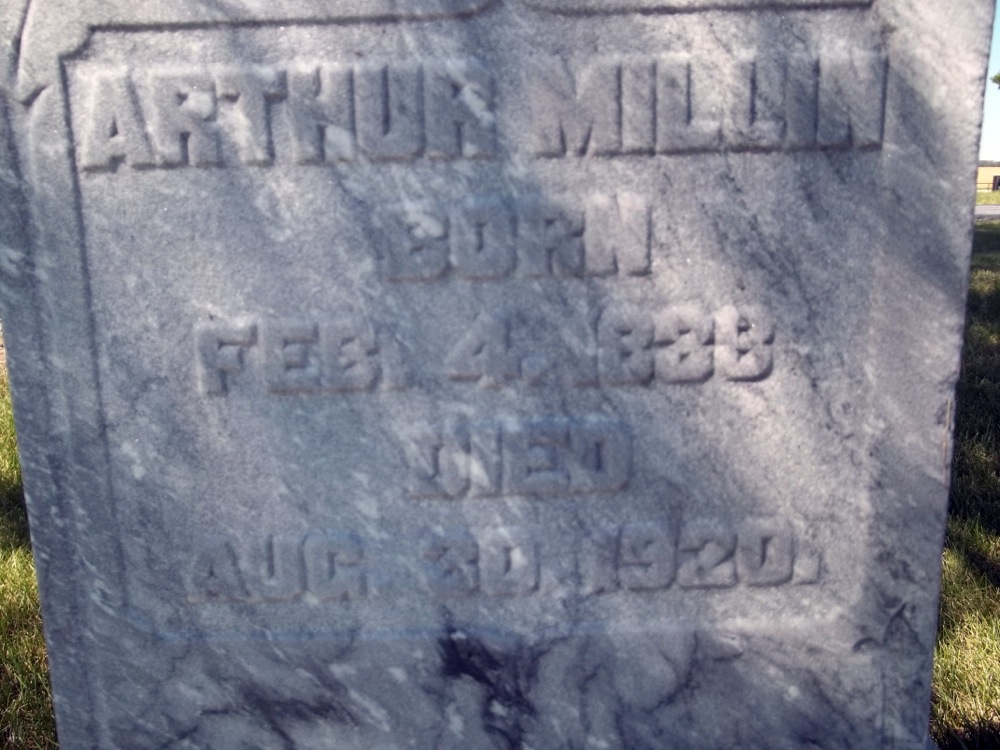 ARTHUR MILLIN
BORN
FEB. 4, 1838
DIED
AUG. 30, 1920.